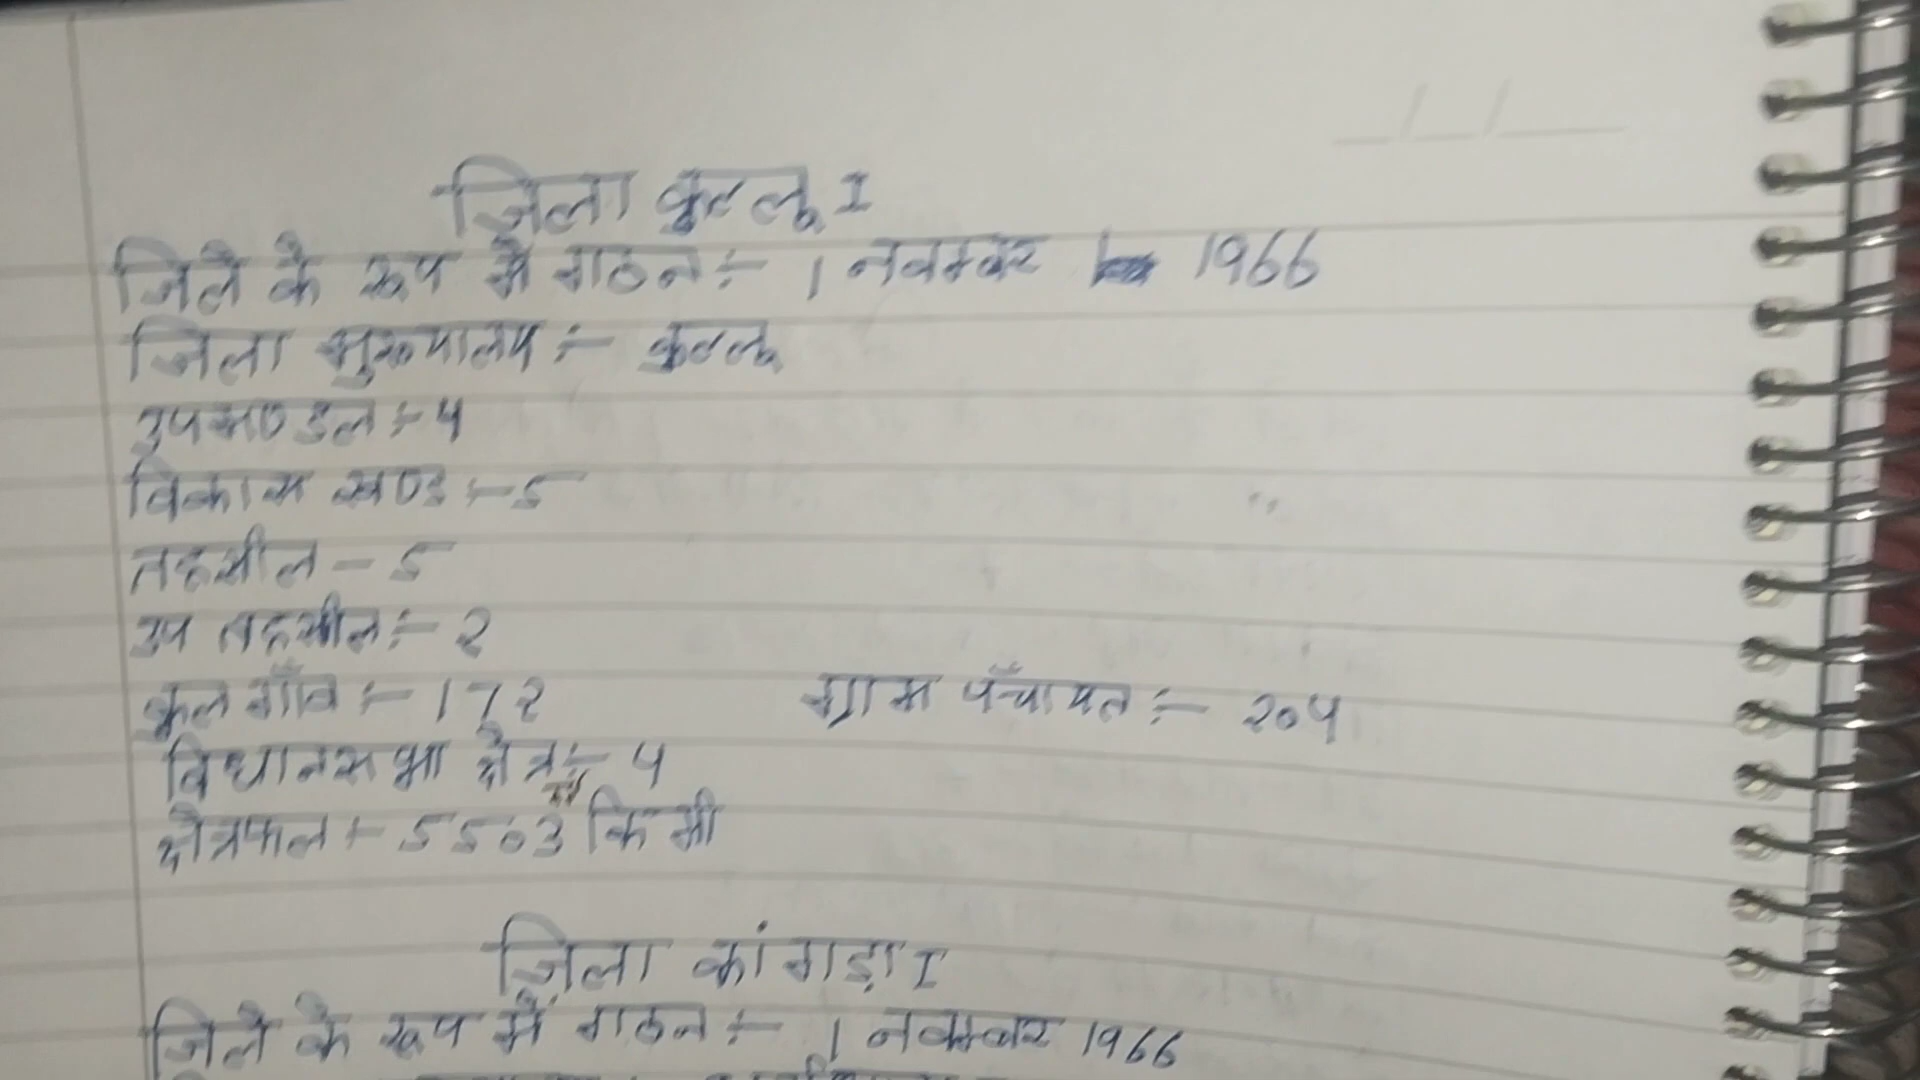 जिला कुल्लू I
जिले के रूप में गठन :- 1 नवम्बर 1966
जिला मुख्यालय :- कुल्लू
उपमण्डल :- 4
विकास खण्ड :- 5
तहसील - 5
उप तहसील :- 2
कुल गाँव :- 172 ग्राम पँचायत :- 204
विधानसभा क्षेत्र :- 4
क्षेत्रफल :- 5503 कि मी
जिला कांगड़ा I
जिले के रूप में गठन :- 1 नवम्बर 1966